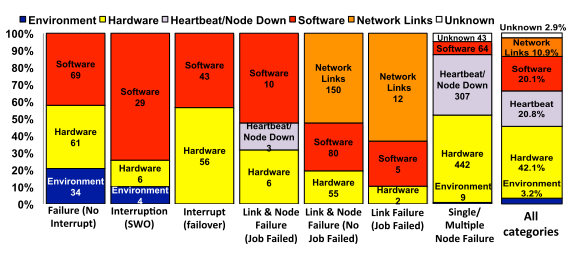 Environment Hardware Heartbeat/Node Down Software Network Links Unknown
100%
90%
80%
70%
60%
50%
40%
30%
20%
10%
0%
Software
69
Hardware
61
Environment
34
Failure (No
Interrupt)
Software
29
Hardware
6
Environment
4
Interruption
(SWO)
Software
43
Hardware
56
Interrupt
(failover)
Software
10
Heartbeat/
Node Down
3
Hardware
6
Link & Node
Failure
(Job Failed)
Network
Links
150
Software
80
Hardware
55
Link & Node
Failure (No
Job Failed)
Network
Links
12
Software
5
Hardware
2
Link Failure
(Job Failed)
Unknown 43
Software 64
Heartbeat/
Node Down
307
Hardware
442
Environment
9
Single/
Multiple
Node Failure
Unknown 2.9%
Network
Links 10.9%
Software
20.1%
Heartbeat
20.8%
Hardware
42.1%
Environment
3.2%
All
categories